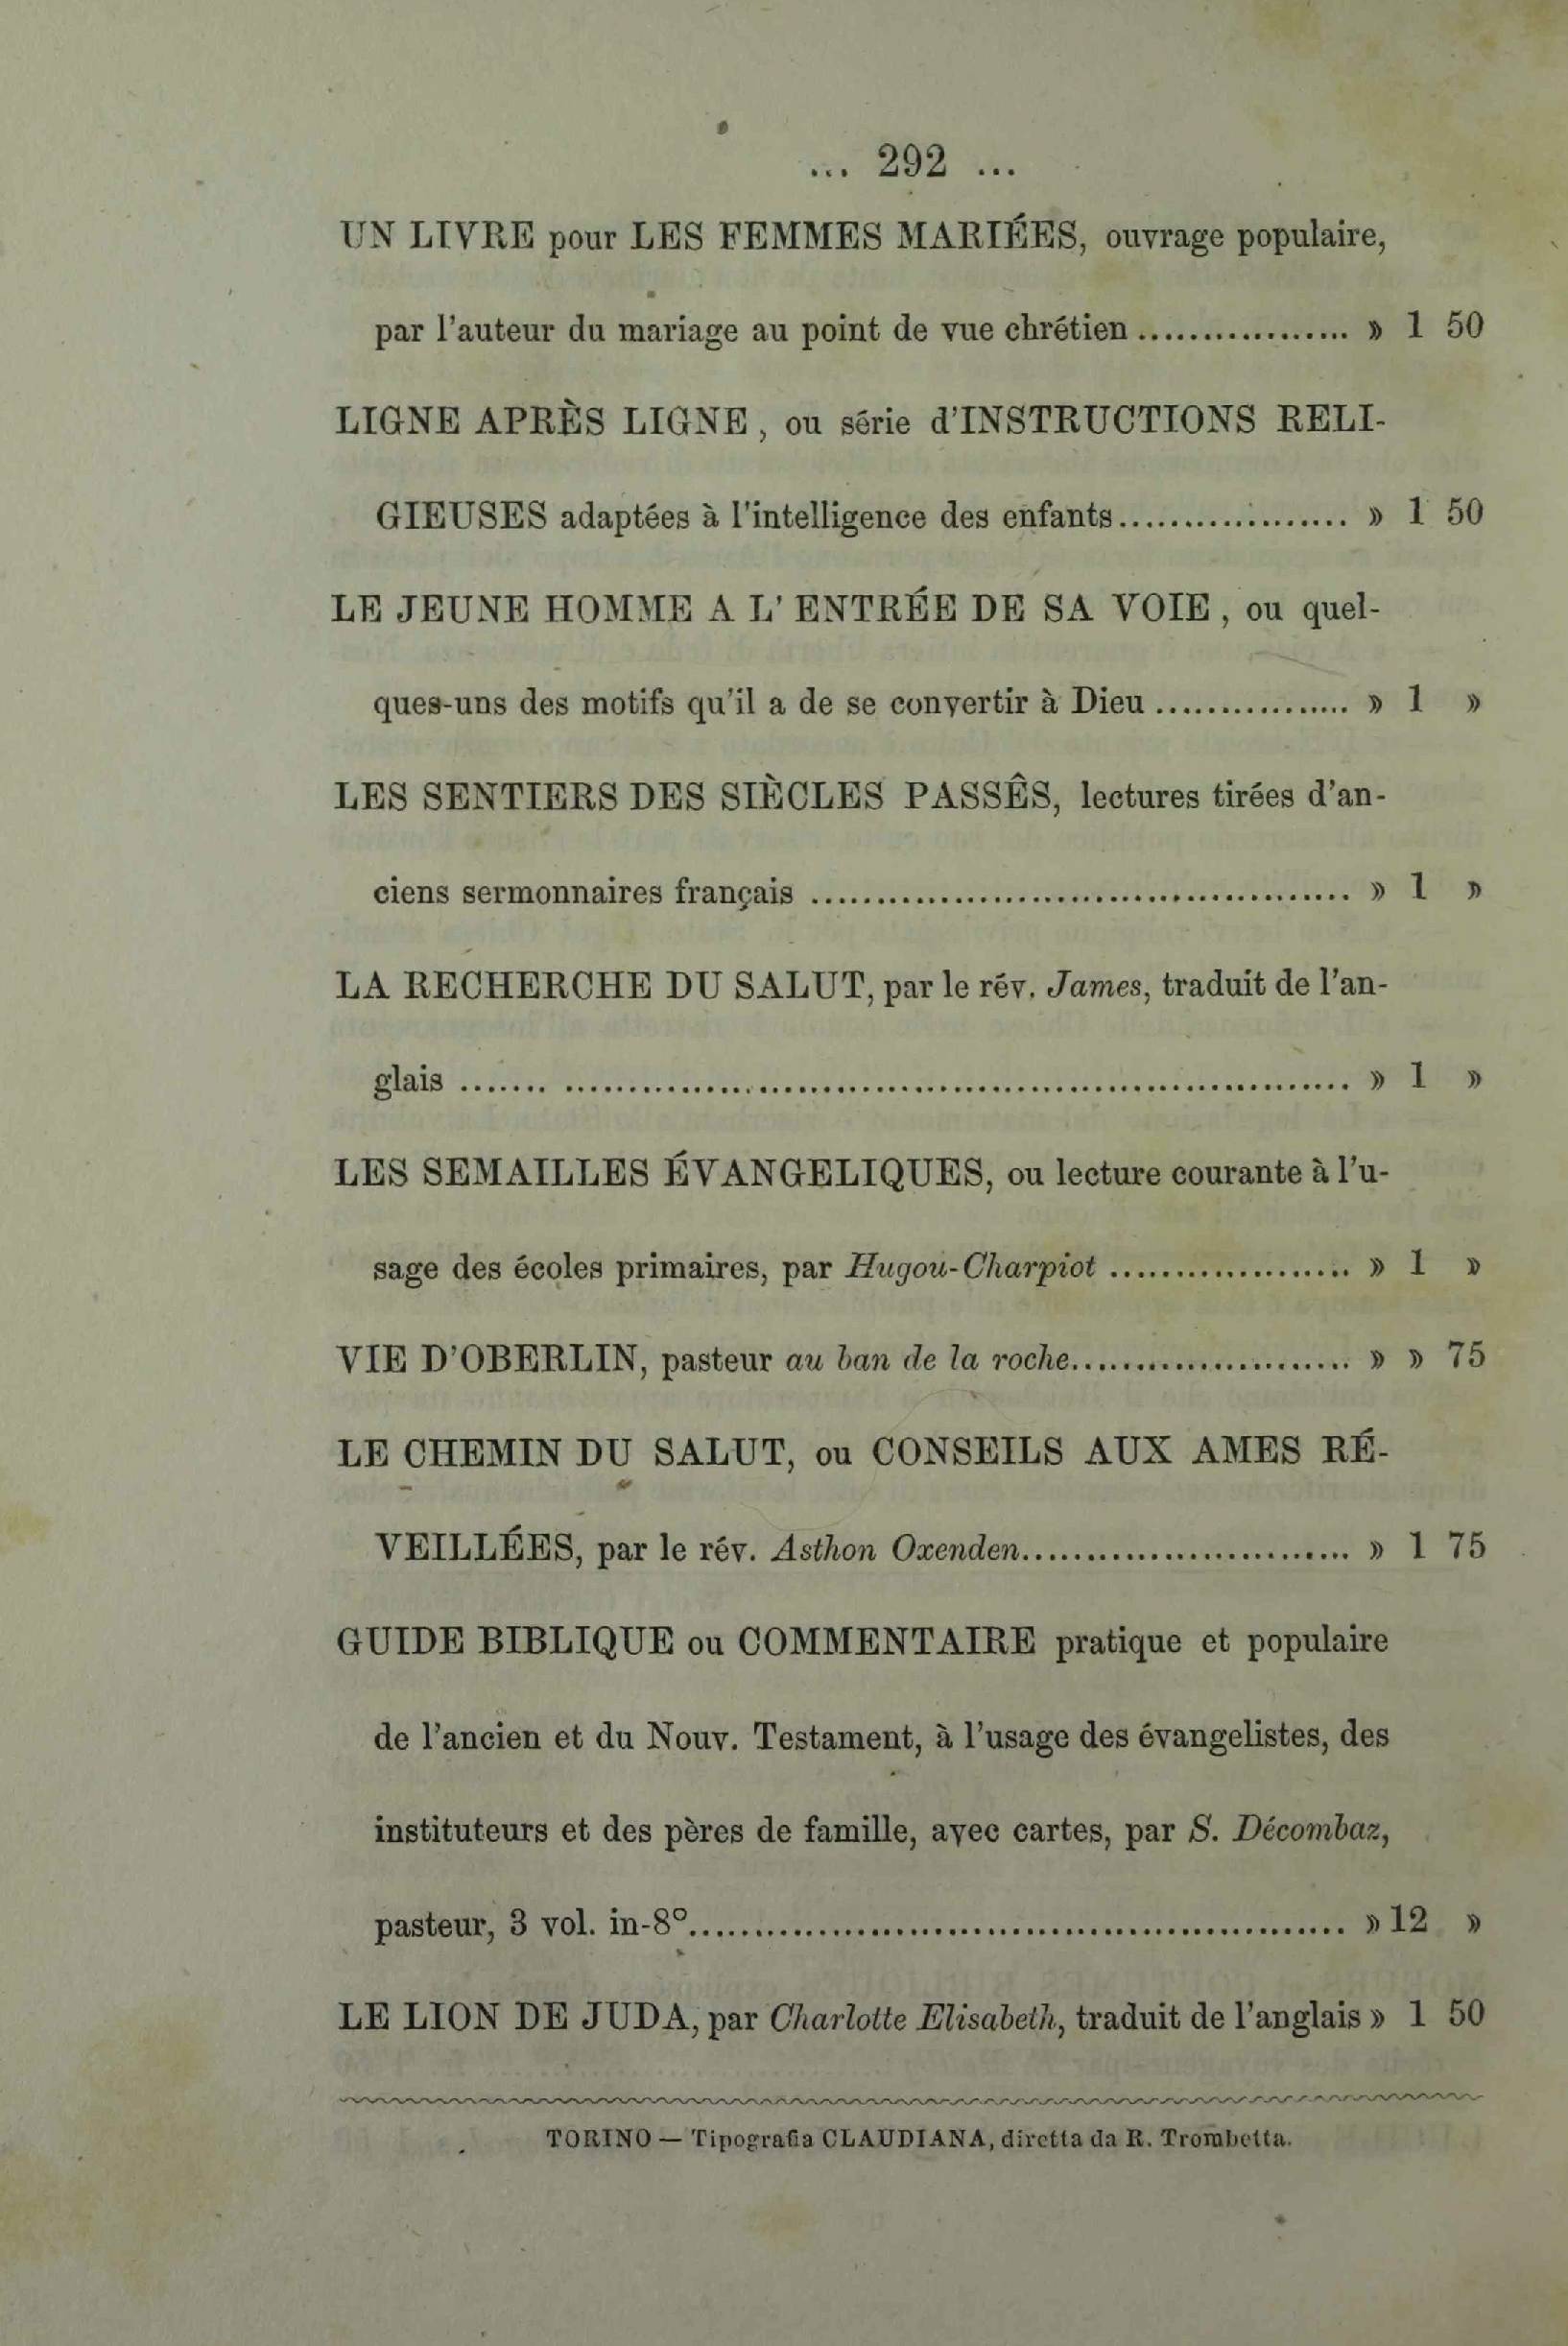 ... 292 ...
UN LIVRE pour LES FEMMES MARIÉES, ouvrage populaire,
par l'auteur du mariage au point de vue chrétien ................. » 1 50
LIGNE APRÈS LIGNE, ou série d'INSTRUCTIONS RELI-
GIEUSES adaptées à l'intelligence des enfants.................. » 1 50
LE JEUNE HOMME A L' ENTRÉE DE SA VOIE, ou quel-
ques-uns des motifs qu'il a de se convertir à Dieu ............... » 1 »
LES SENTIERS DES SIÈCLES PASSÊS, lectures tirées d'an-
ciens sermonnaires français .......................................... » 1 »
LA RECHERCHE DU SALUT, par le rév. James, traduit de l'an-
glais ....... ............................................................. » 1 »
LES SEMAILLES ÉVANGELIQUES, ou lecture courante à l'u-
sage des écoles primaires, par Hugou-Charpiot ................... » 1 »
VIE D'OBERLIN, pasteur au ban de la roche...................... » » 75
LE CHEMIN DU SALUT, ou CONSEILS AUX AMES RÉ-
VEILLÉES, par le rév. Asthon Oxenden.......................... » 1 75
GUIDE BIBLIQUE ou COMMENTAIRE pratique et populaire
de l'ancien et du Nouv. Testament, à l'usage des évangelistes, des
instituteurs et des pères de famille, avec cartes, par S. Décombaz,
pasteur, 3 vol. in-8°................................................... » 12 »
LE LION DE JUDA, par Charlotte Elisabeth, traduit de l'anglais » 1 50
TORINO — Tipografia CLAUDIANA, diretta da R. Trombetta.